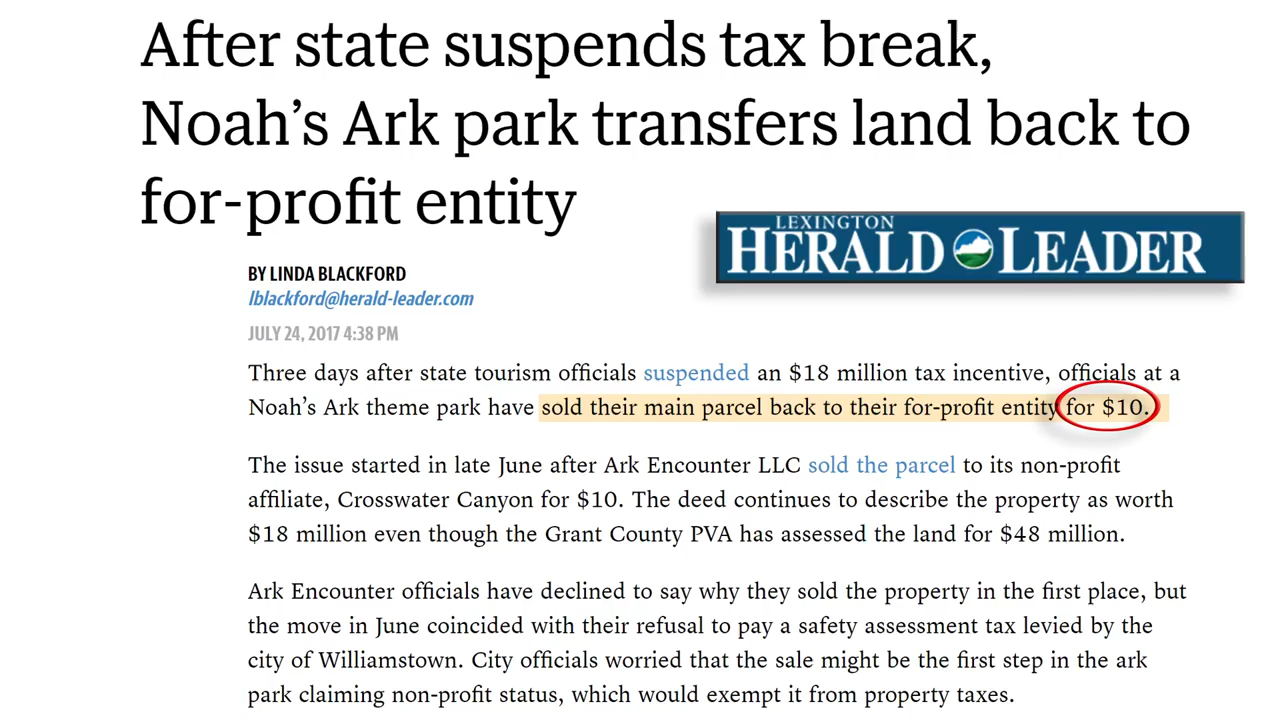 After state suspends tax break,
Noah’s Ark park transfers land back to
for-profit entity
LEXINGTON
HERALD LEADER
BY LINDA BLACKFORD
lblackford@herald-leader.com
JULY 24, 2017 4:38 PM
Three days after state tourism officials suspended an $18 million tax incentive, officials at a
Noah’s Ark theme park have sold their main parcel back to their for-profit entity for $10.
The issue started in late June after Ark Encounter LLC sold the parcel to its non-profit
affiliate, Crosswater Canyon for $10. The deed continues to describe the property as worth
$18 million even though the Grant County PVA has assessed the land for $48 million.
Ark Encounter officials have declined to say why they sold the property in the first place, but
the move in June coincided with their refusal to pay a safety assessment tax levied by the
city of Williamstown. City officials worried that the sale might be the first step in the ark
park claiming non-profit status, which would exempt it from property taxes.